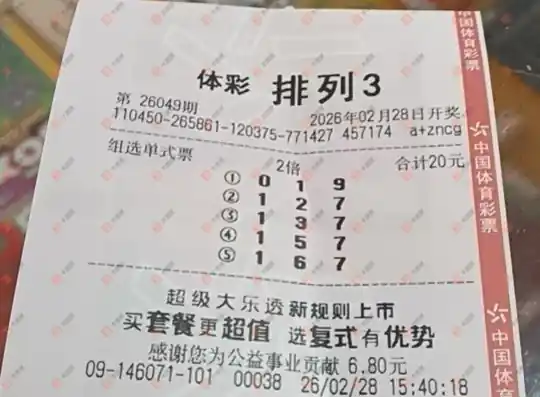 体彩 排列3
第 26049期 2026年02月28日开奖
110450-265861-120375-771427 457174 a+zncg
组选单式票 2倍 合计20元
① 0 1 9
② 1 2 7
③ 1 3 7
④ 1 5 7
⑤ 1 6 7
超级大乐透新规则上市
买套餐更超值 选复式有优势
感谢您为公益事业贡献 6.80元
09-146071-101 00038 26/02/28 15:40:18
中国体育彩票
中国体育彩票
中国体育